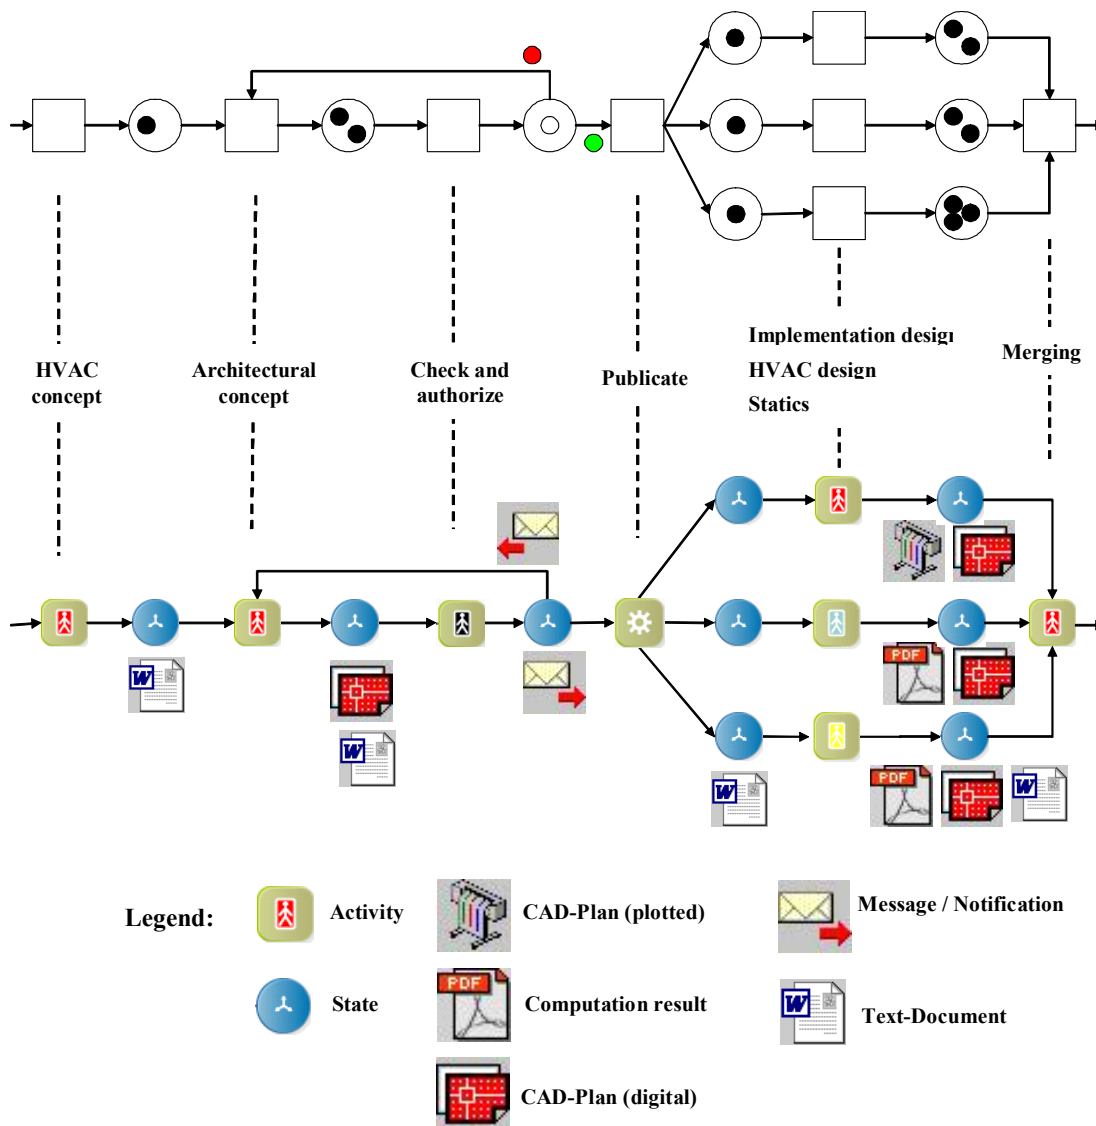 HVAC
concept
Architectural
concept
Check and
authorize
Publicate
Implementation design
HVAC design
Statics
Merging
W
W
W
PDF
PDF
W
Legend:
Activity
CAD-Plan (plotted)
Message / Notification
State
PDF
Computation result
W
Text-Document
CAD-Plan (digital)